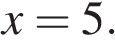 x = 5.